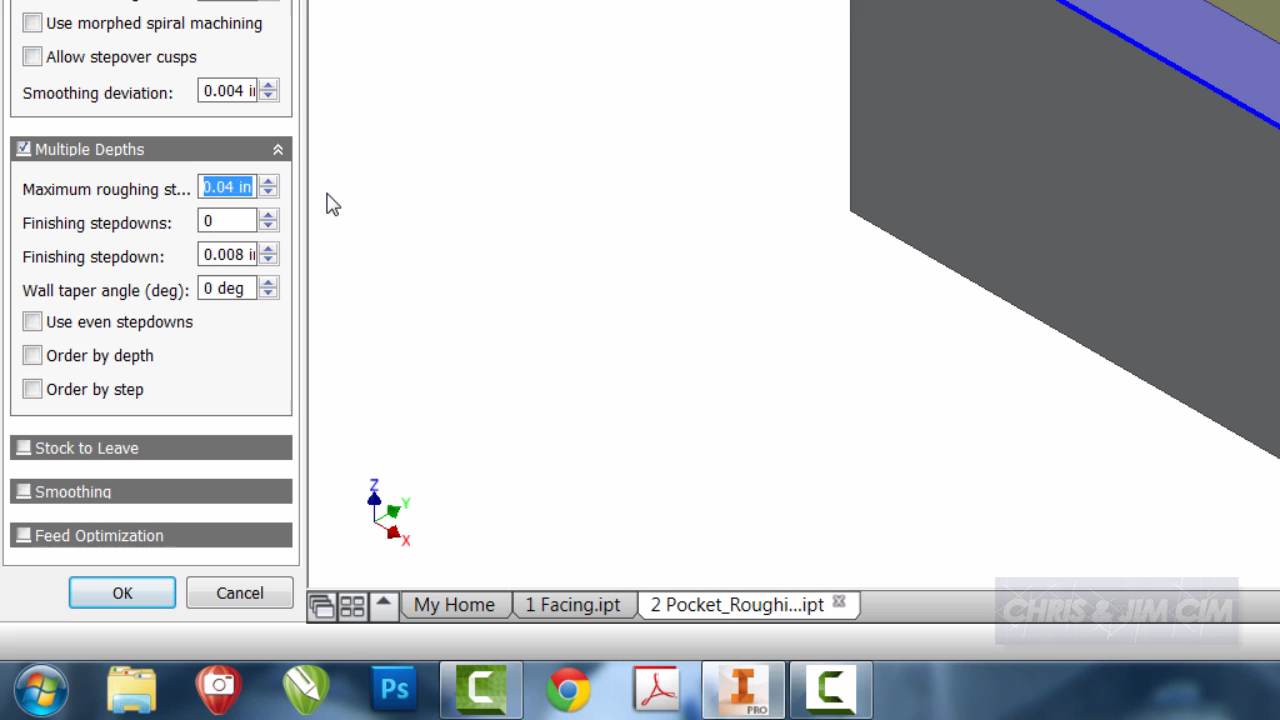 Use morphed spiral machining
Allow stepover cusps
Smoothing deviation: 0.004 i
Multiple Depths
Maximum roughing st... 0.04 in
Finishing stepdowns: 0
Finishing stepdown: 0.008 i
Wall taper angle (deg): 0 deg
Use even stepdowns
Order by depth
Order by step
Stock to Leave
Smoothing
Feed Optimization
OK Cancel
Z
Y
X
My Home 1 Facing.ipt 2 Pocket_Roughi...ipt
CHRIS & JIM CIM
Ps
PRO